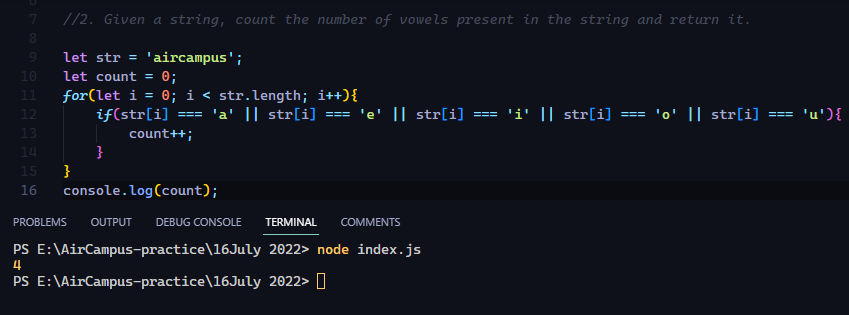 6
7 //2. Given a string, count the number of vowels present in the string and return it.
8
9 let str = 'aircampus';
10 let count = 0;
11 for(let i = 0; i < str.length; i++){
12 if(str[i] === 'a' || str[i] === 'e' || str[i] === 'i' || str[i] === 'o' || str[i] === 'u'){
13 count++;
14 }
15 }
16 console.log(count);
PROBLEMS OUTPUT DEBUG CONSOLE TERMINAL COMMENTS
PS E:\AirCampus-practice\16July 2022> node index.js
4
PS E:\AirCampus-practice\16July 2022>